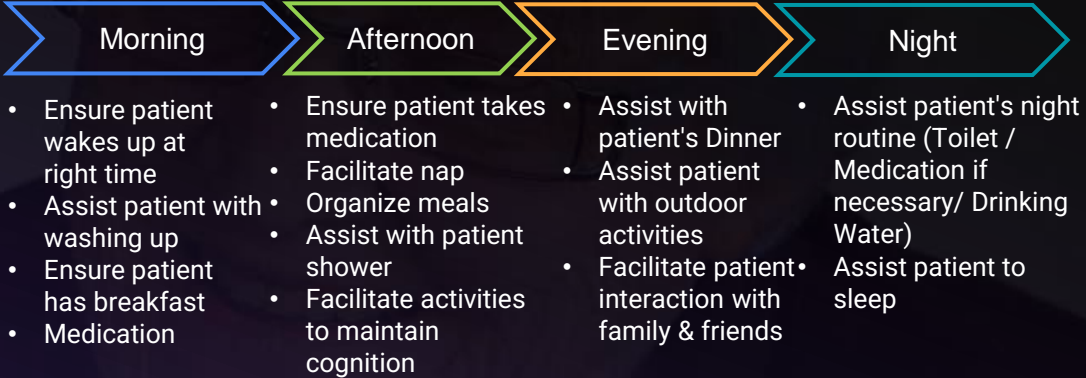 Morning
Afternoon
Evening
Night
• Ensure patient
wakes up at
right time
• Assist patient with
washing up
• Ensure patient
has breakfast
• Medication
• Ensure patient takes
medication
• Facilitate nap
• Organize meals
• Assist with patient
shower
• Facilitate activities
to maintain
cognition
• Assist with
patient's Dinner
• Assist patient
with outdoor
activities
• Facilitate patient
interaction with
family & friends
• Assist patient's night
routine (Toilet /
Medication if
necessary/ Drinking
Water)
• Assist patient to
sleep